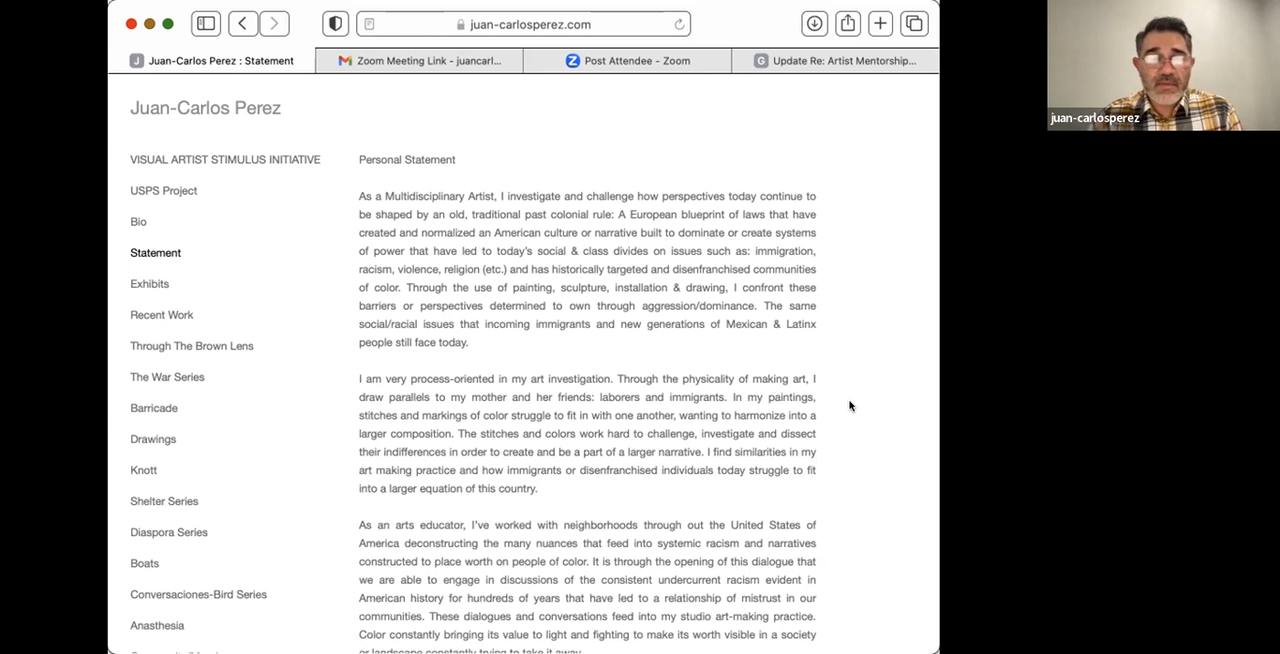 juan-carlosperez.com
Juan-Carlos Perez : Statement
Zoom Meeting Link - juancarl...
Post Attendee - Zoom
G
Update Re: Artist Mentorship...
J
juan-carlosperez
Juan-Carlos Perez
VISUAL ARTIST STIMULUS INITIATIVE
USPS Project
Bio
Statement
Exhibits
Recent Work
Through The Brown Lens
The War Series
Barricade
Drawings
Knott
Shelter Series
Diaspora Series
Boats
Conversaciones-Bird Series
Anasthesia
Personal Statement
As a Multidisciplinary Artist, I investigate and challenge how perspectives today continue to
be shaped by an old, traditional past colonial rule: A European blueprint of laws that have
created and normalized an American culture or narrative built to dominate or create systems
of power that have led to today's social & class divides on issues such as: immigration,
racism, violence, religion (etc.) and has historically targeted and disenfranchised communities
of color. Through the use of painting, sculpture, installation & drawing, I confront these
barriers or perspectives determined to own through aggression/dominance. The same
social/racial issues that incoming immigrants and new generations of Mexican & Latinx
people still face today.
I am very process-oriented in my art investigation. Through the physicality of making art, I
draw parallels to my mother and her friends: laborers and immigrants. In my paintings,
stitches and markings of color struggle to fit in with one another, wanting to harmonize into a
larger composition. The stitches and colors work hard to challenge, investigate and dissect
their indifferences in order to create and be a part of a larger narrative. I find similarities in my
art making practice and how immigrants or disenfranchised individuals today struggle to fit
into a larger equation of this country.
As an arts educator, I've worked with neighborhoods through out the United States of
America deconstructing the many nuances that feed into systemic racism and narratives
constructed to place worth on people of color. It is through the opening of this dialogue that
we are able to engage in discussions of the consistent undercurrent racism evident in
American history for hundreds of years that have led to a relationship of mistrust in our
communities. These dialogues and conversations feed into my studio art-making practice.
Color constantly bringing its value to light and fighting to make its worth visible in a society
or landscape constantly trying to take it away.